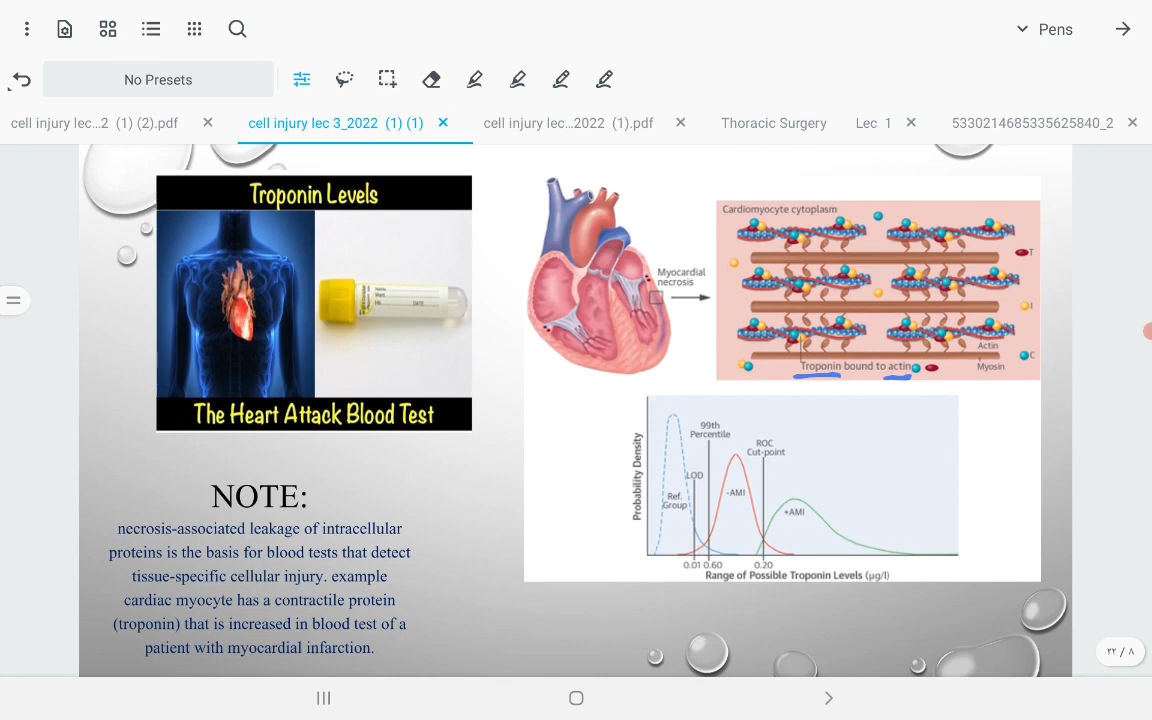 Pens
No Presets
cell injury lec...2 (1) (2).pdf
cell injury lec 3_2022 (1) (1)
cell injury lec...2022 (1).pdf
Thoracic Surgery Lec 1
5330214685335625840_2
Troponin Levels
The Heart Attack Blood Test
Name
DATE
NOTE:
necrosis-associated leakage of intracellular
proteins is the basis for blood tests that detect
tissue-specific cellular injury. example
cardiac myocyte has a contractile protein
(troponin) that is increased in blood test of a
patient with myocardial infarction.
Myocardial
necrosis
Cardiomyocyte cytoplasm
T
I
C
Actin
Myosin
Troponin bound to actin
Probability Density
Ref.
Group
LOD
99th
Percentile
-AMI
ROC
Cut-point
+AMI
0.01 0.60 0.20
Range of Possible Troponin Levels (µg/l)
٢٢ / ٨